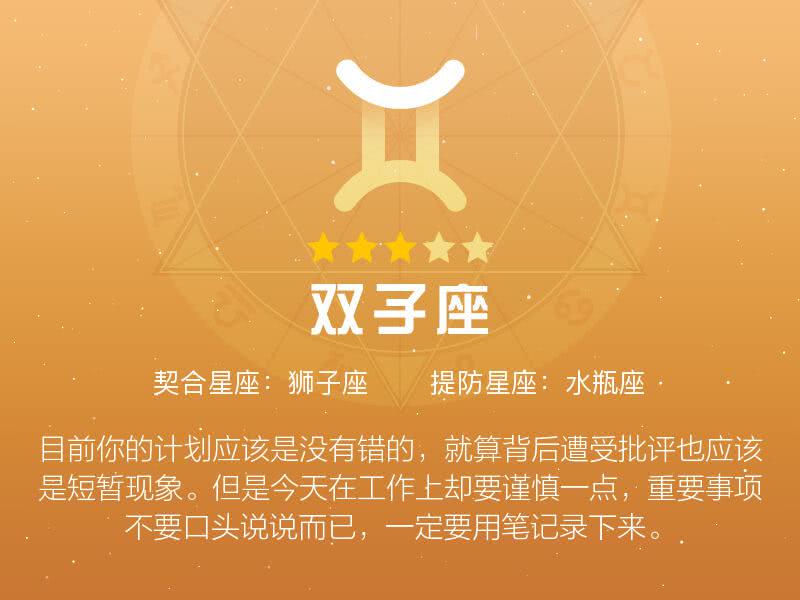 双子座
契合星座：狮子座 提防星座：水瓶座
目前你的计划应该是没有错的，就算背后遭受批评也应该
是短暂现象。但是今天在工作上却要谨慎一点，重要事项
不要口头说说而已，一定要用笔记录下来。